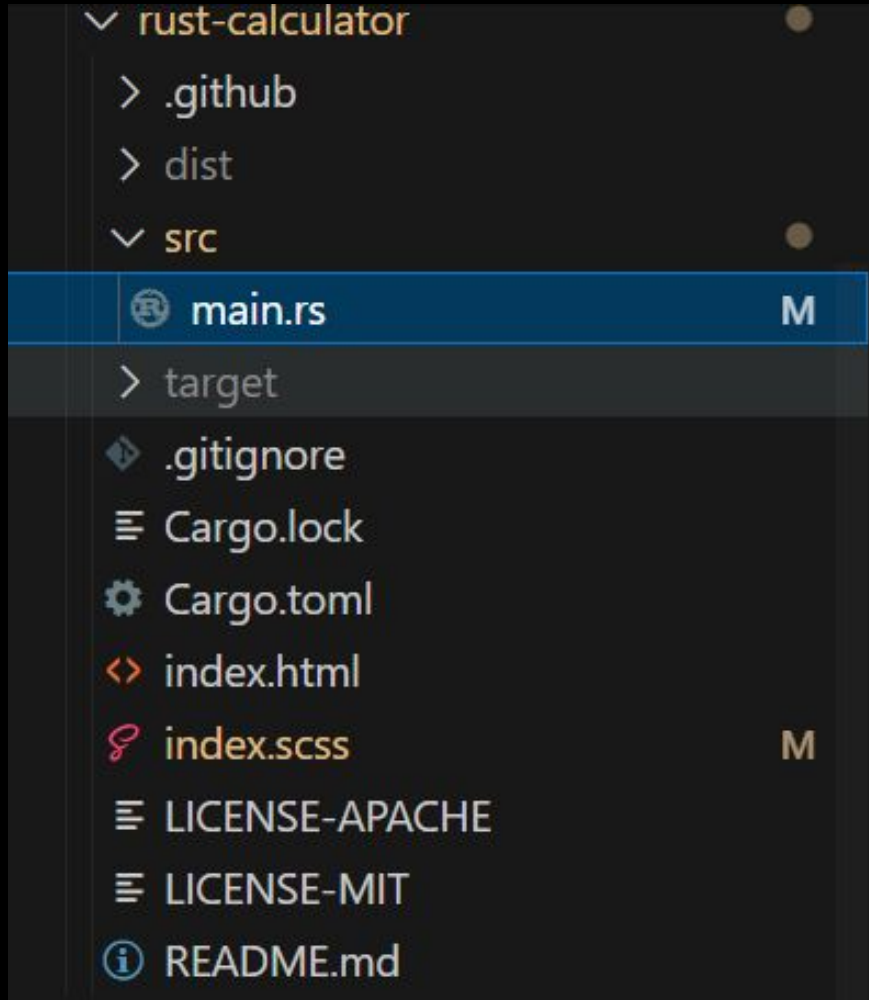 rust-calculator
.github
dist
src
main.rs M
target
.gitignore
Cargo.lock
Cargo.toml
index.html
index.scss M
LICENSE-APACHE
LICENSE-MIT
README.md